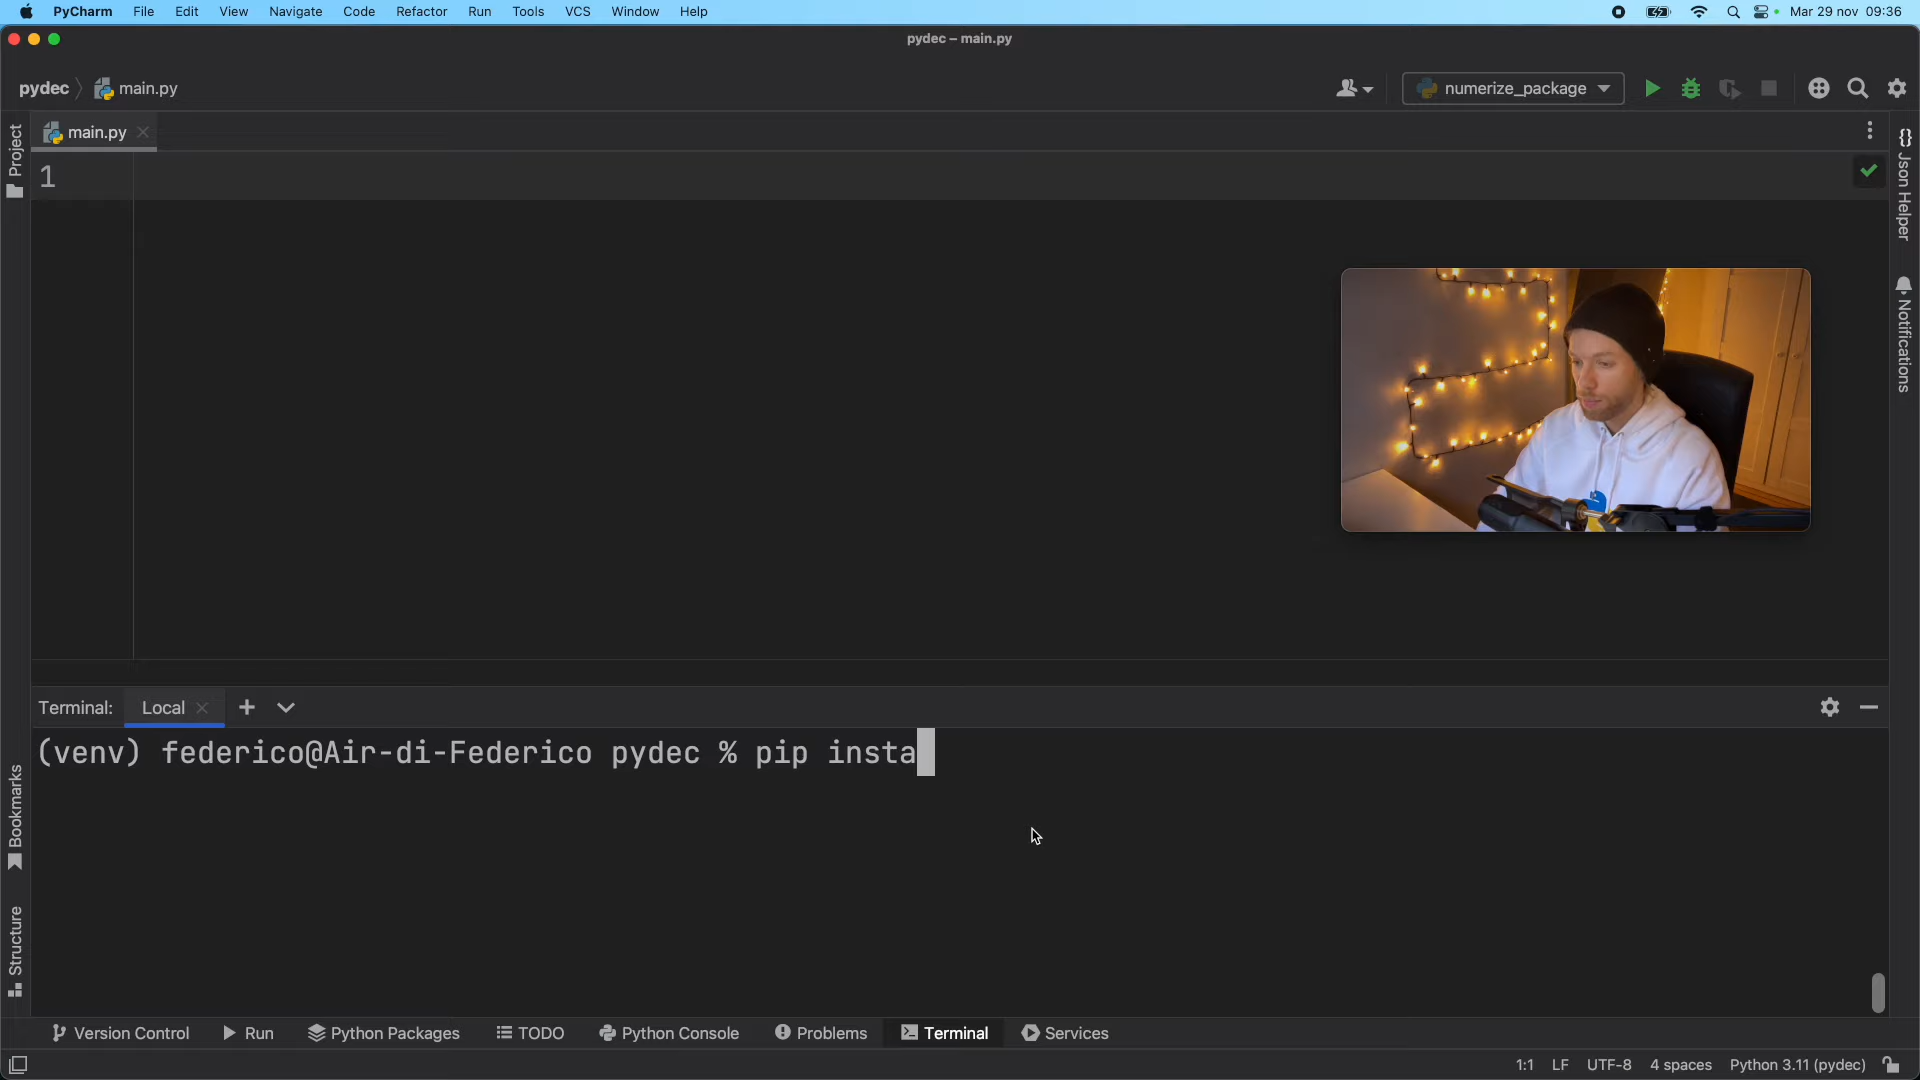 PyCharm File Edit View Navigate Code Refactor Run Tools VCS Window Help Mar 29 nov 09:36
pydec – main.py
pydec main.py numerize_package
Project
main.py
1
{} Json Helper
Notifications
Terminal: Local
(venv) federico@Air-di-Federico pydec % pip insta
Bookmarks
Structure
Version Control Run Python Packages TODO Python Console Problems Terminal Services
1:1 LF UTF-8 4 spaces Python 3.11 (pydec)